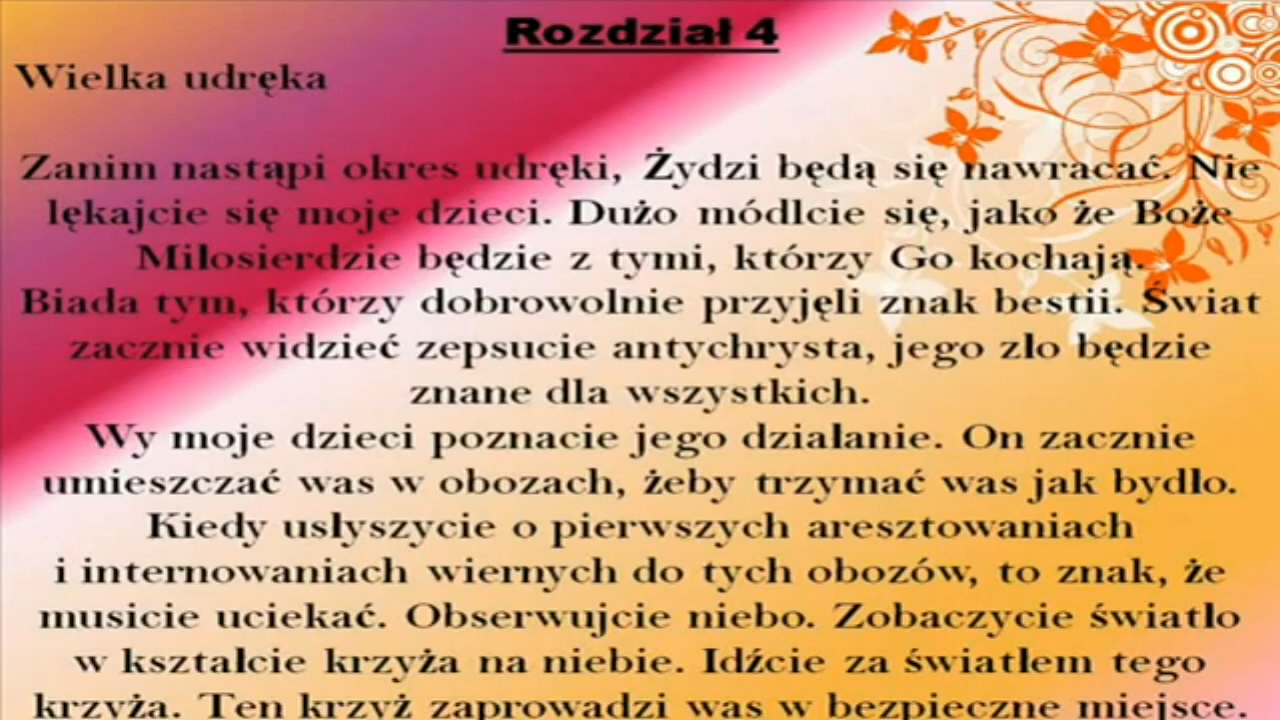 Rozdział 4
Wielka udręka
Zanim nastąpi okres udręki, Żydzi będą się nawracać. Nie
lękajcie się moje dzieci. Dużo módlcie się, jako że Boże
Miłosierdzie będzie z tymi, którzy Go kochają.
Biada tym, którzy dobrowolnie przyjęli znak bestii. Świat
zacznie widzieć zepsucie antychrysta, jego zło będzie
znane dla wszystkich.
Wy moje dzieci poznacie jego działanie. On zacznie
umieszczać was w obozach, żeby trzymać was jak bydło.
Kiedy usłyszycie o pierwszych aresztowaniach
i internowaniach wiernych do tych obozów, to znak, że
musicie uciekać. Obserwujcie niebo. Zobaczycie światło
w kształcie krzyża na niebie. Idźcie za światłem tego
krzyża. Ten krzyż zaprowadzi was w bezpieczne miejsce.